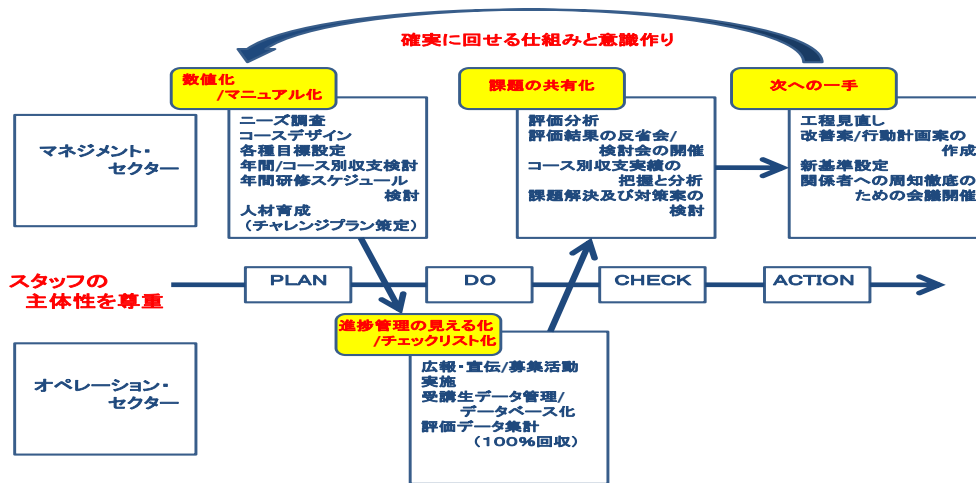 確実に回せる仕組みと意識作り
数値化
/マニュアル化
課題の共有化
次への一手
マネジメント・
セクター
ニーズ調査
コースデザイン
各種目標設定
年間/コース別収支検討
年間研修スケジュール
検討
人材育成
(チャレンジプラン策定)
評価分析
評価結果の反省会/
検討会の開催
コース別収支実績の
把握と分析
課題解決及び対策案の
検討
工程見直し
改善案/行動計画案の
作成
新基準設定
関係者への周知徹底の
ための会議開催
スタッフの
主体性を尊重
PLAN
DO
CHECK
ACTION
進捗管理の見える化
/チェックリスト化
オペレーション・
セクター
広報・宣伝/募集活動
実施
受講生データ管理/
データベース化
評価データ集計
(100%回収)